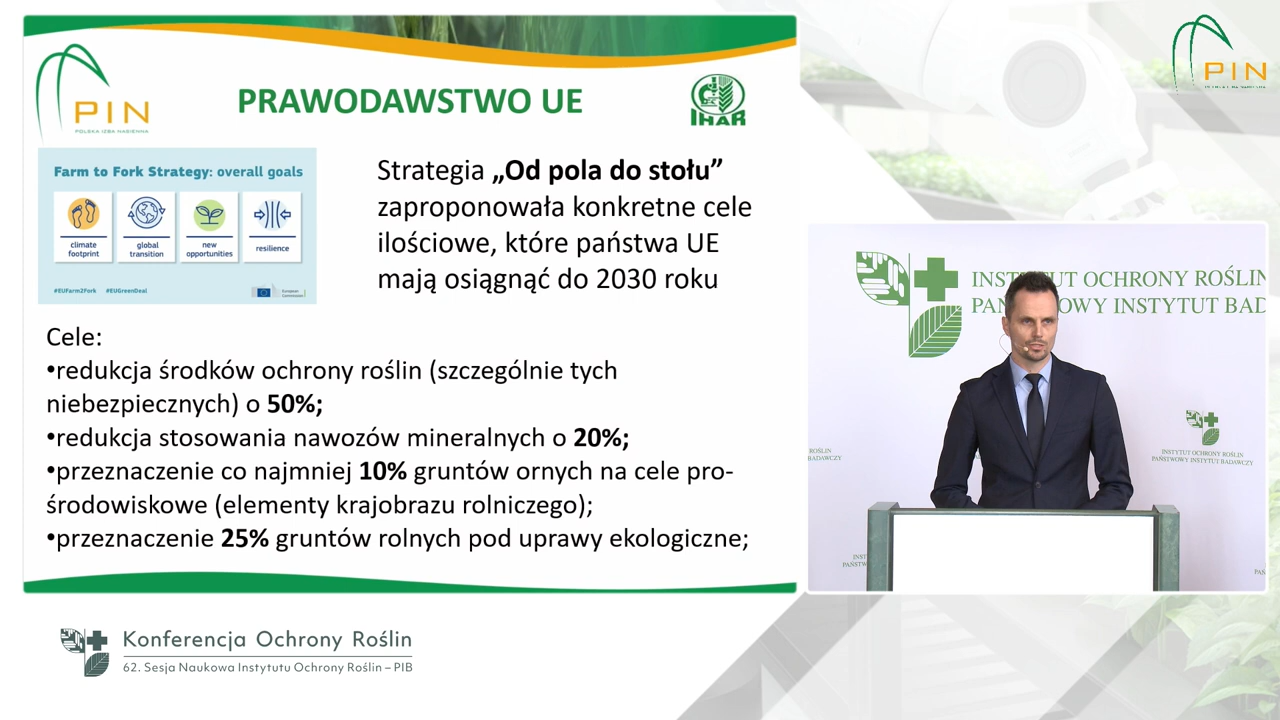 PIN
POLSKA IZBA NASIENNA
PRAWODAWSTWO UE
IHAR
PIN
Farm to Fork Strategy: overall goals
climate footprint
global transition
new opportunities
resilience
#EUFarm2Fork #EUGreenDeal
European Commission
Strategia „Od pola do stołu”
zaproponowała konkretne cele
ilościowe, które państwa UE
mają osiągnąć do 2030 roku
Cele:
•redukcja środków ochrony roślin (szczególnie tych
niebezpiecznych) o 50%;
•redukcja stosowania nawozów mineralnych o 20%;
•przeznaczenie co najmniej 10% gruntów ornych na cele pro-
środowiskowe (elementy krajobrazu rolniczego);
•przeznaczenie 25% gruntów rolnych pod uprawy ekologiczne;
INSTYTUT OCHRONY ROŚLIN
PAŃSTWOWY INSTYTUT BAD
ROŚLIN
BADAWCZY
INSTYTUT OCHRONY ROŚLIN
PAŃSTWOWY INSTYTUT BADAWCZY
Konferencja Ochrony Roślin
62. Sesja Naukowa Instytutu Ochrony Roślin – PIB